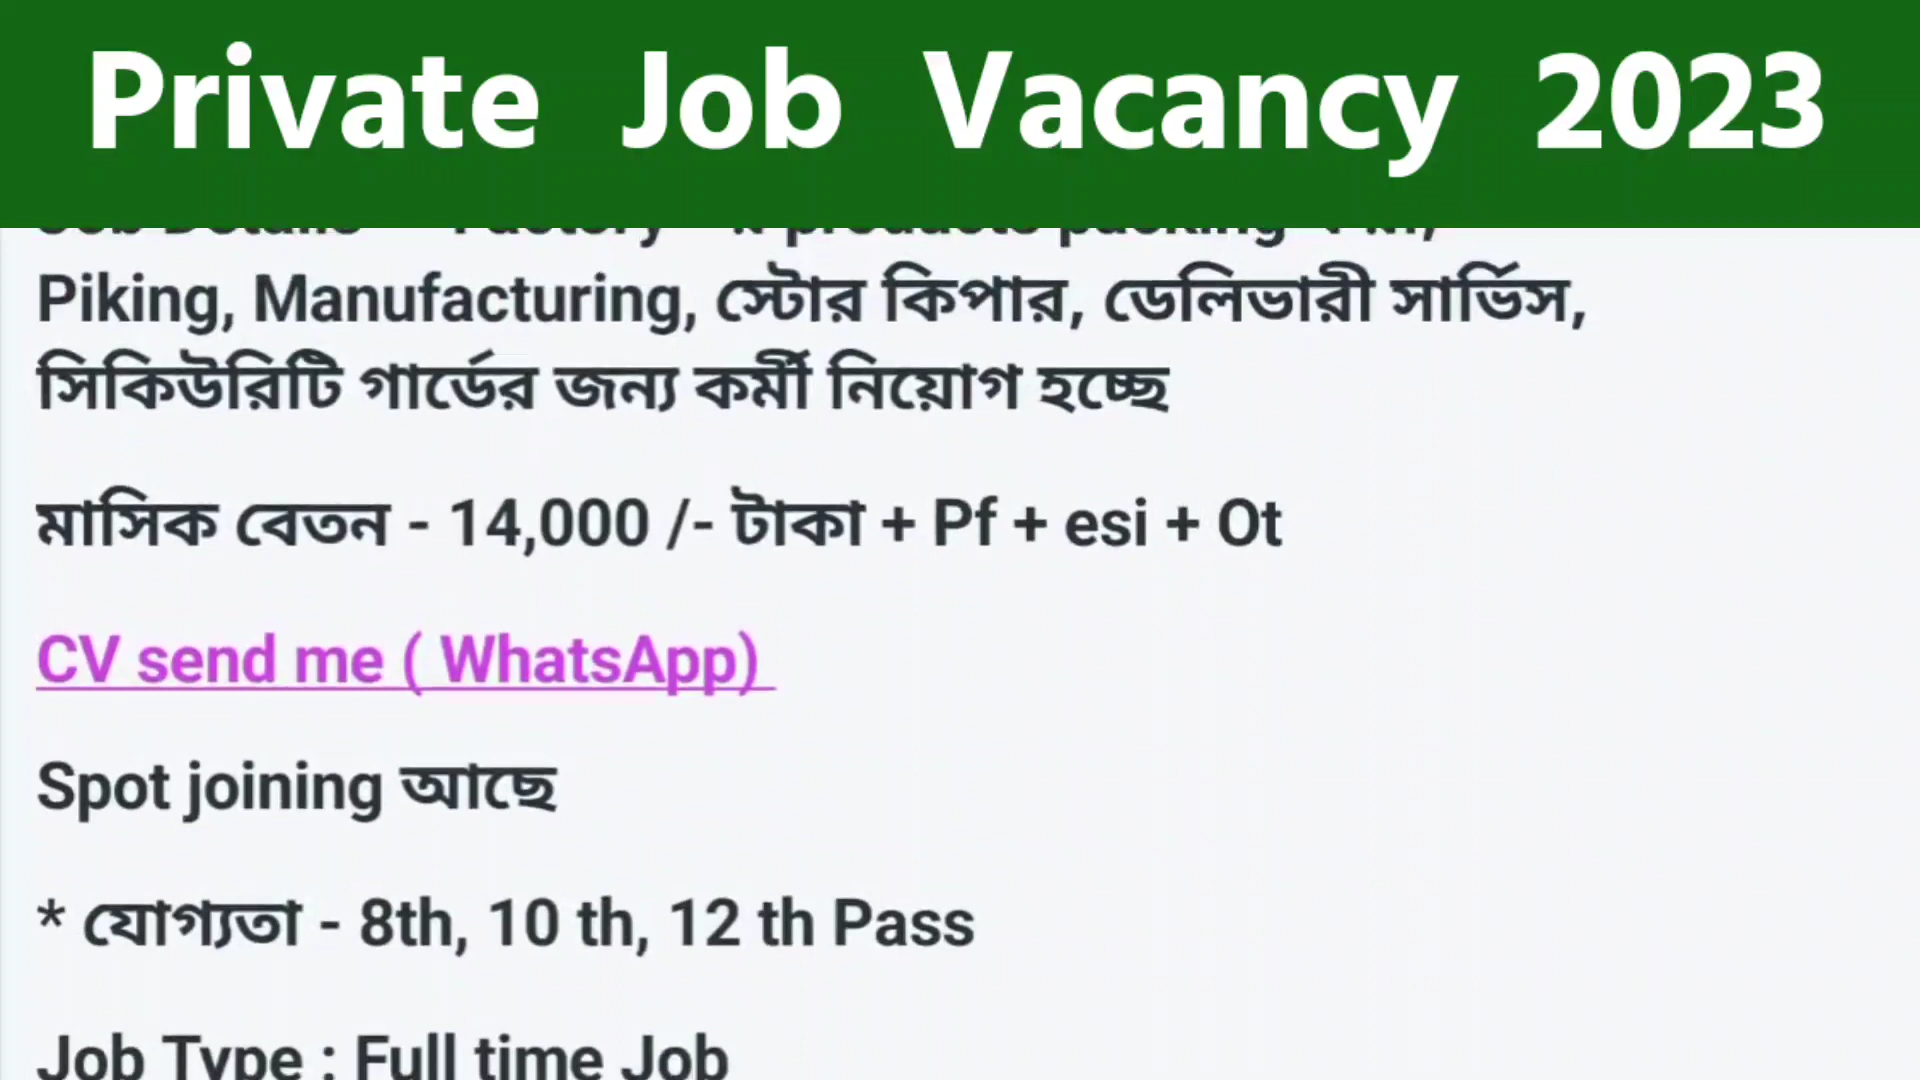 Private Job Vacancy 2023
Piking, Manufacturing, স্টোর কিপার, ডেলিভারী সার্ভিস,
সিকিউরিটি গার্ডের জন্য কর্মী নিয়োগ হচ্ছে
মাসিক বেতন - 14,000 /- টাকা + Pf + esi + Ot
CV send me ( WhatsApp)
Spot joining আছে
* যোগ্যতা - 8th, 10 th, 12 th Pass
Job Type : Full time Job